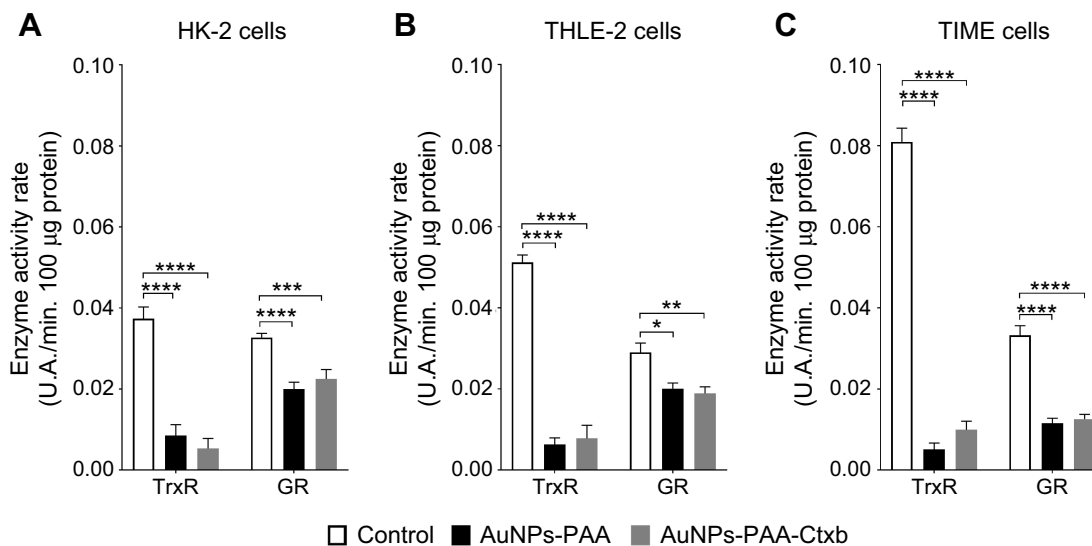 A HK-2 cells
Enzyme activity rate
(U.A./min. 100 µg protein)
0.10
0.08
0.06
0.04
0.02
0.00
****
****
***
****
TrxR GR
B THLE-2 cells
Enzyme activity rate
(U.A./min. 100 µg protein)
0.10
0.08
0.06
0.04
0.02
0.00
****
****
**
*
TrxR GR
C TIME cells
Enzyme activity rate
(U.A./min. 100 µg protein)
0.10
0.08
0.06
0.04
0.02
0.00
****
****
****
****
TrxR GR
Control AuNPs-PAA AuNPs-PAA-Ctxb